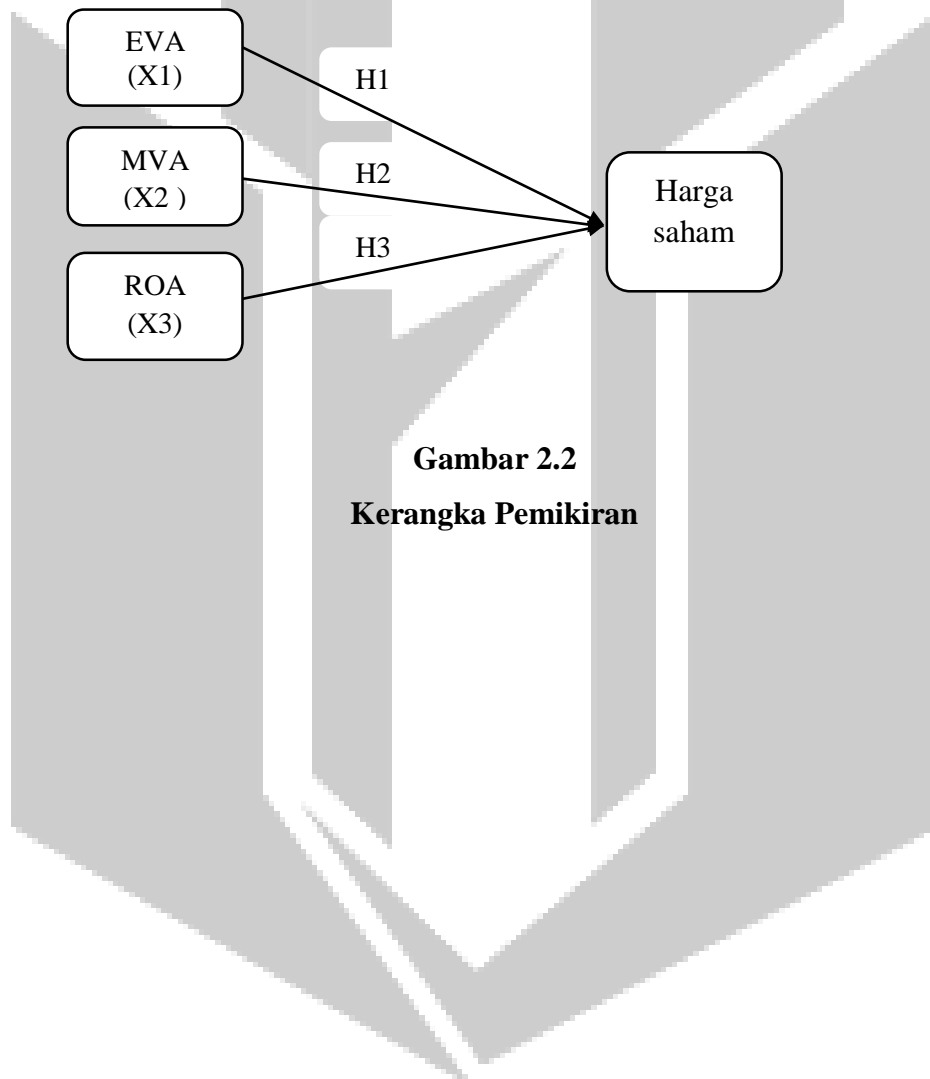 EVA
(X1)
H1
MVA
(X2 )
H2
Harga
saham
H3
ROA
(X3)
Gambar 2.2
Kerangka Pemikiran